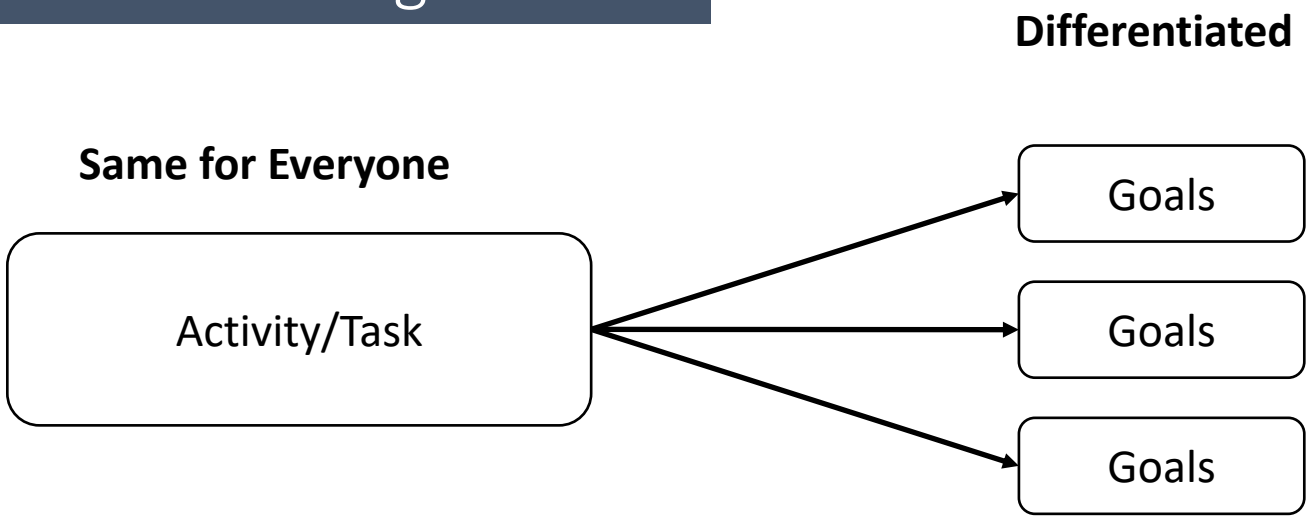 Differentiated
Same for Everyone
Goals
Activity/Task
Goals
Goals